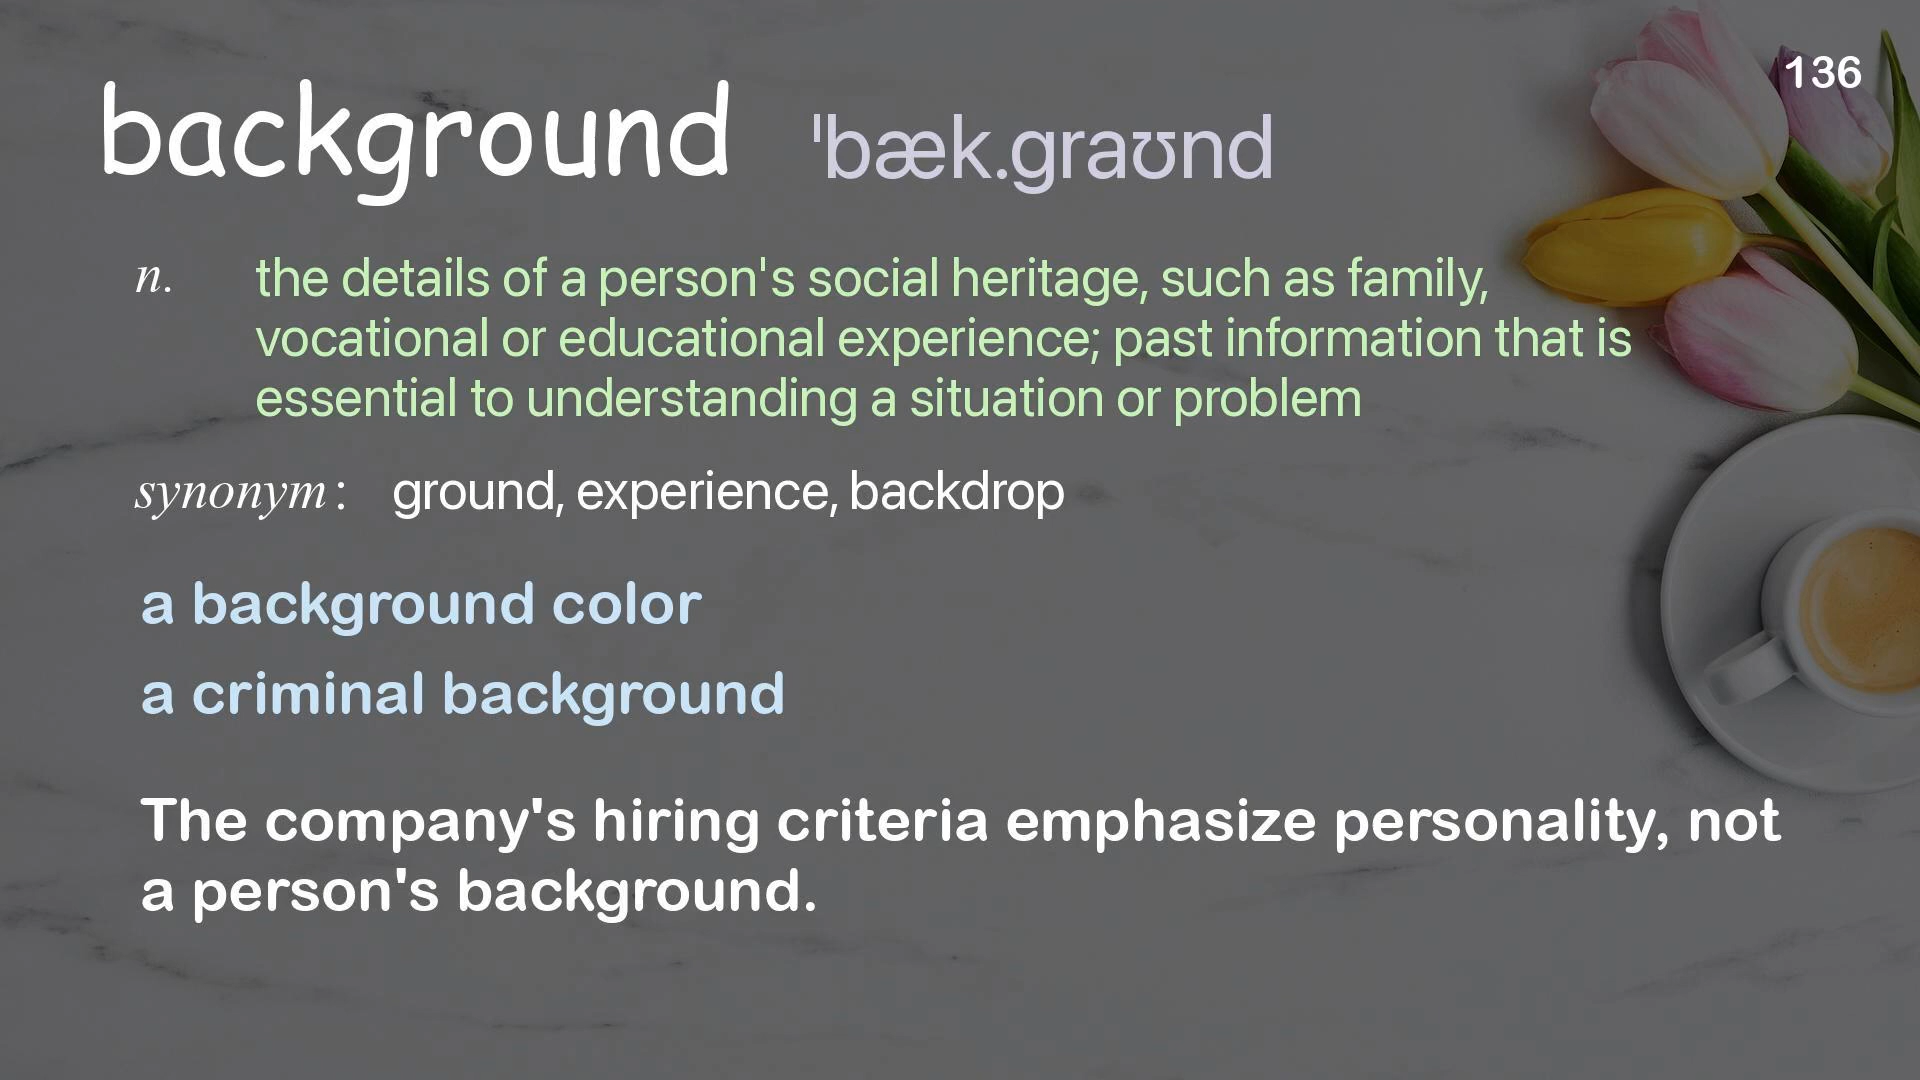 136
background ˈbæk.graʊnd
n. the details of a person's social heritage, such as family,
vocational or educational experience; past information that is
essential to understanding a situation or problem
synonym: ground, experience, backdrop
a background color
a criminal background
The company's hiring criteria emphasize personality, not
a person's background.